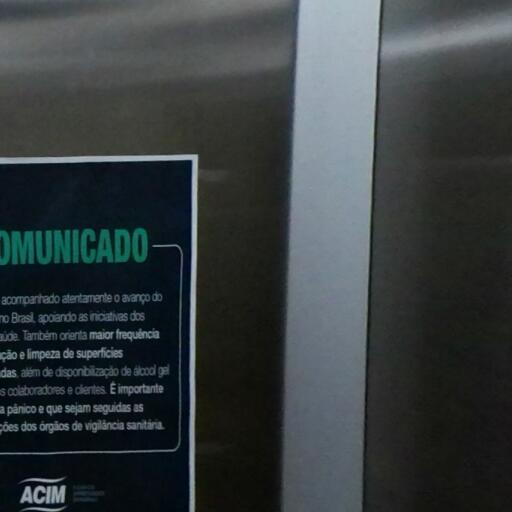 OMUNICADO
acompanhado atentamente o avanço do
no Brasil, apoiando as iniciativas dos
aúde. Também orienta maior frequência
ção e limpeza de superfícies
das, além de disponibilização de álcool gel
s colaboradores e clientes. É importante
a pânico e que sejam seguidas as
ções dos órgãos de vigilância sanitária.
ACIM